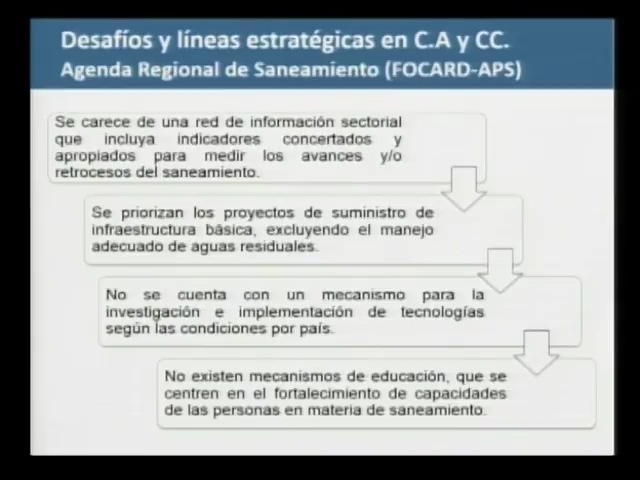 Desafíos y líneas estratégicas en C.A y CC.
Agenda Regional de Saneamiento (FOCARD-APS)
Se carece de una red de información sectorial
que incluya indicadores concertados y
apropiados para medir los avances y/o
retrocesos del saneamiento.
Se priorizan los proyectos de suministro de
infraestructura básica, excluyendo el manejo
adecuado de aguas residuales.
No se cuenta con un mecanismo para la
investigación e implementación de tecnologías
según las condiciones por país.
No existen mecanismos de educación, que se
centren en el fortalecimiento de capacidades
de las personas en materia de saneamiento.